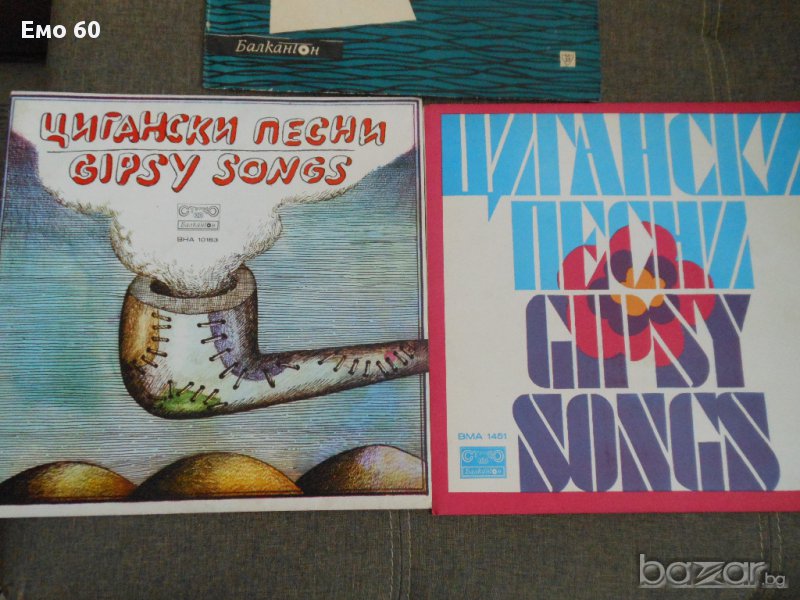 Емо 60
Балкантон
ЦИГАНСКИ ПЕСНИ
GIPSY SONGS
Балкантон
ВНА 10163
ЦИГАНСКИ
ПЕСНИ
GIPSY
SONGS
ВМА 1451
Балкантон
bazar.bg